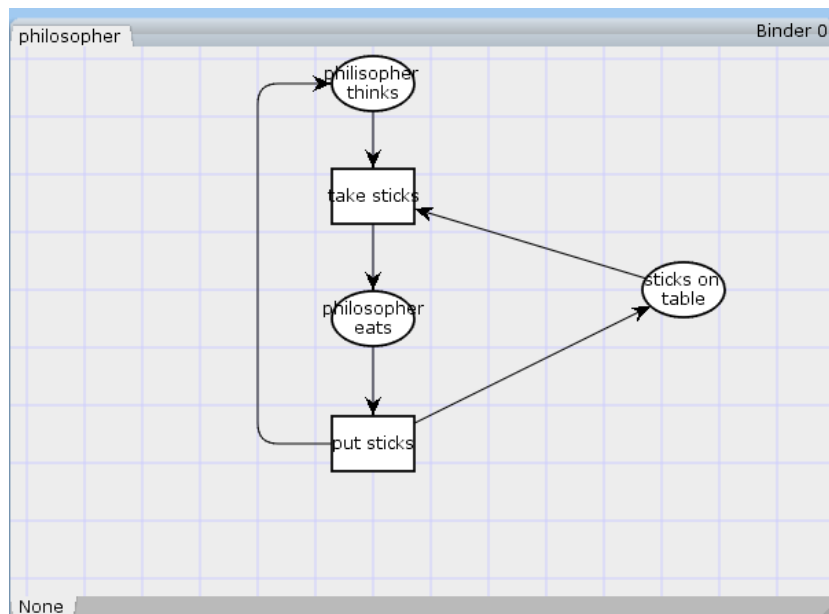 philosopher
Binder 0
philisopher
thinks
take sticks
sticks on
table
philosopher
eats
put sticks
None